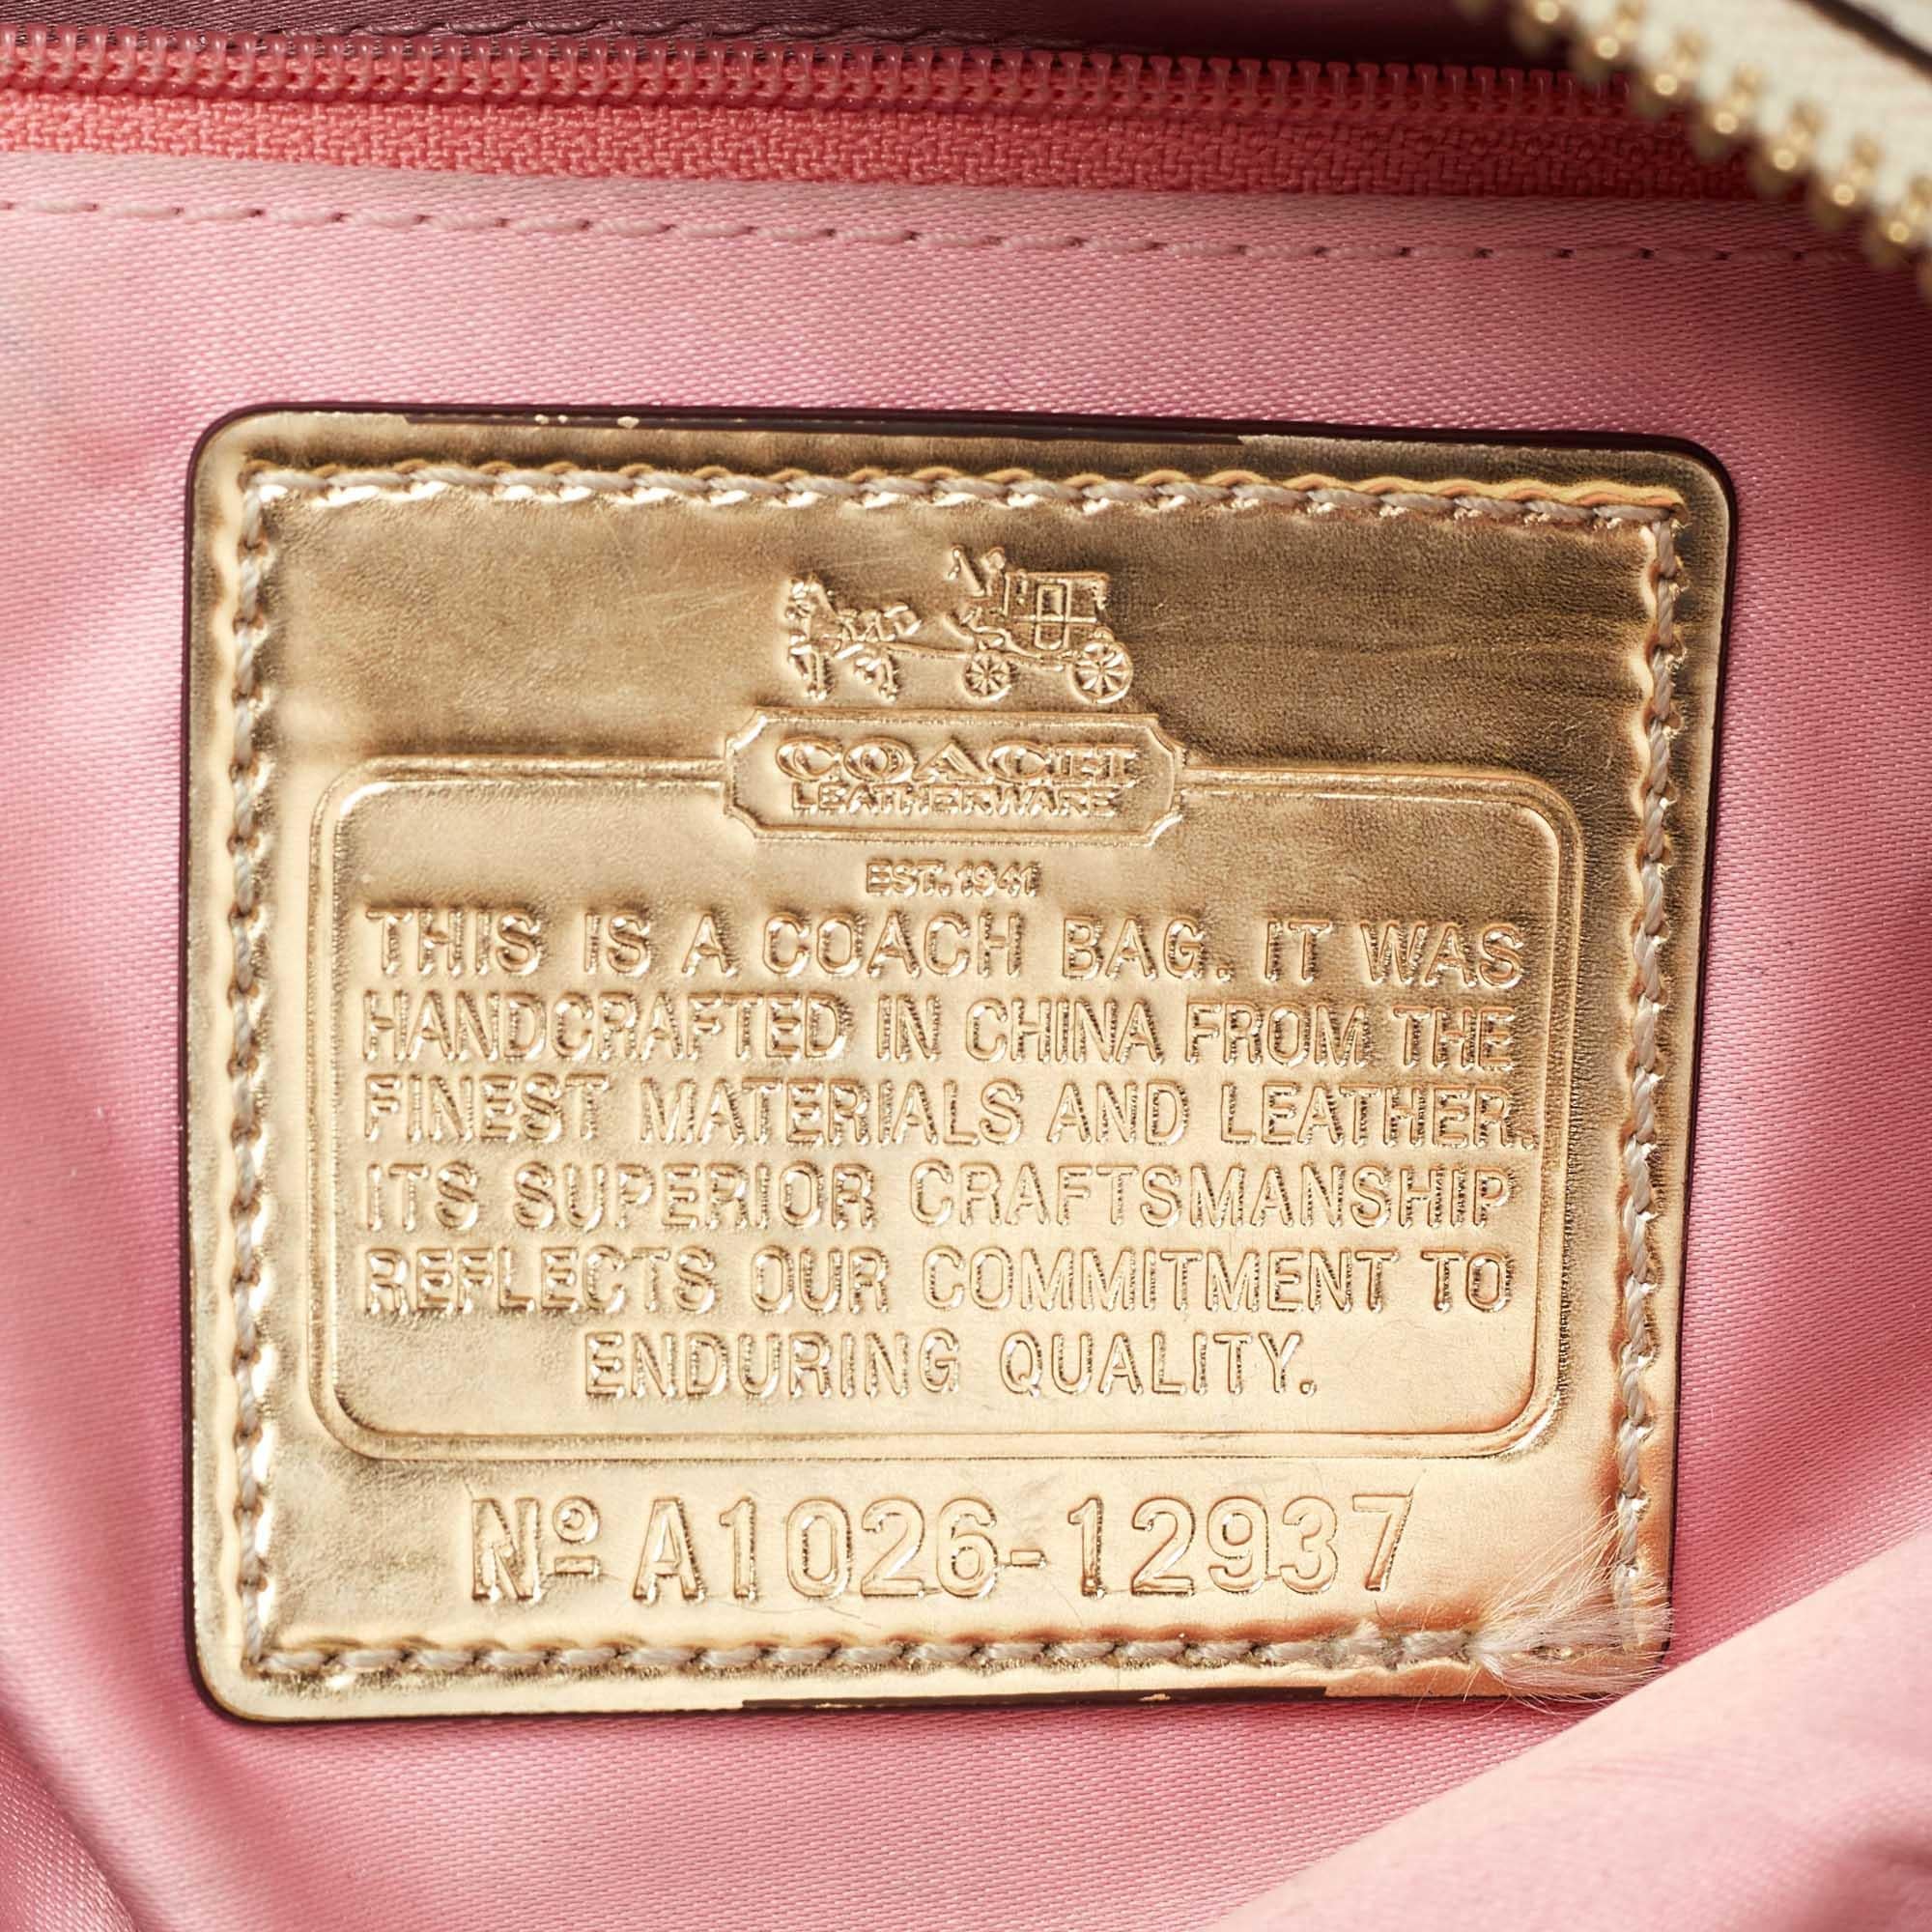 COACH
LEATHERWARE
EST. 1941
THIS IS A COACH BAG. IT WAS
HANDCRAFTED IN CHINA FROM THE
FINEST MATERIALS AND LEATHER.
ITS SUPERIOR CRAFTSMANSHIP
REFLECTS OUR COMMITMENT TO
ENDURING QUALITY.
Nº A1026-12937